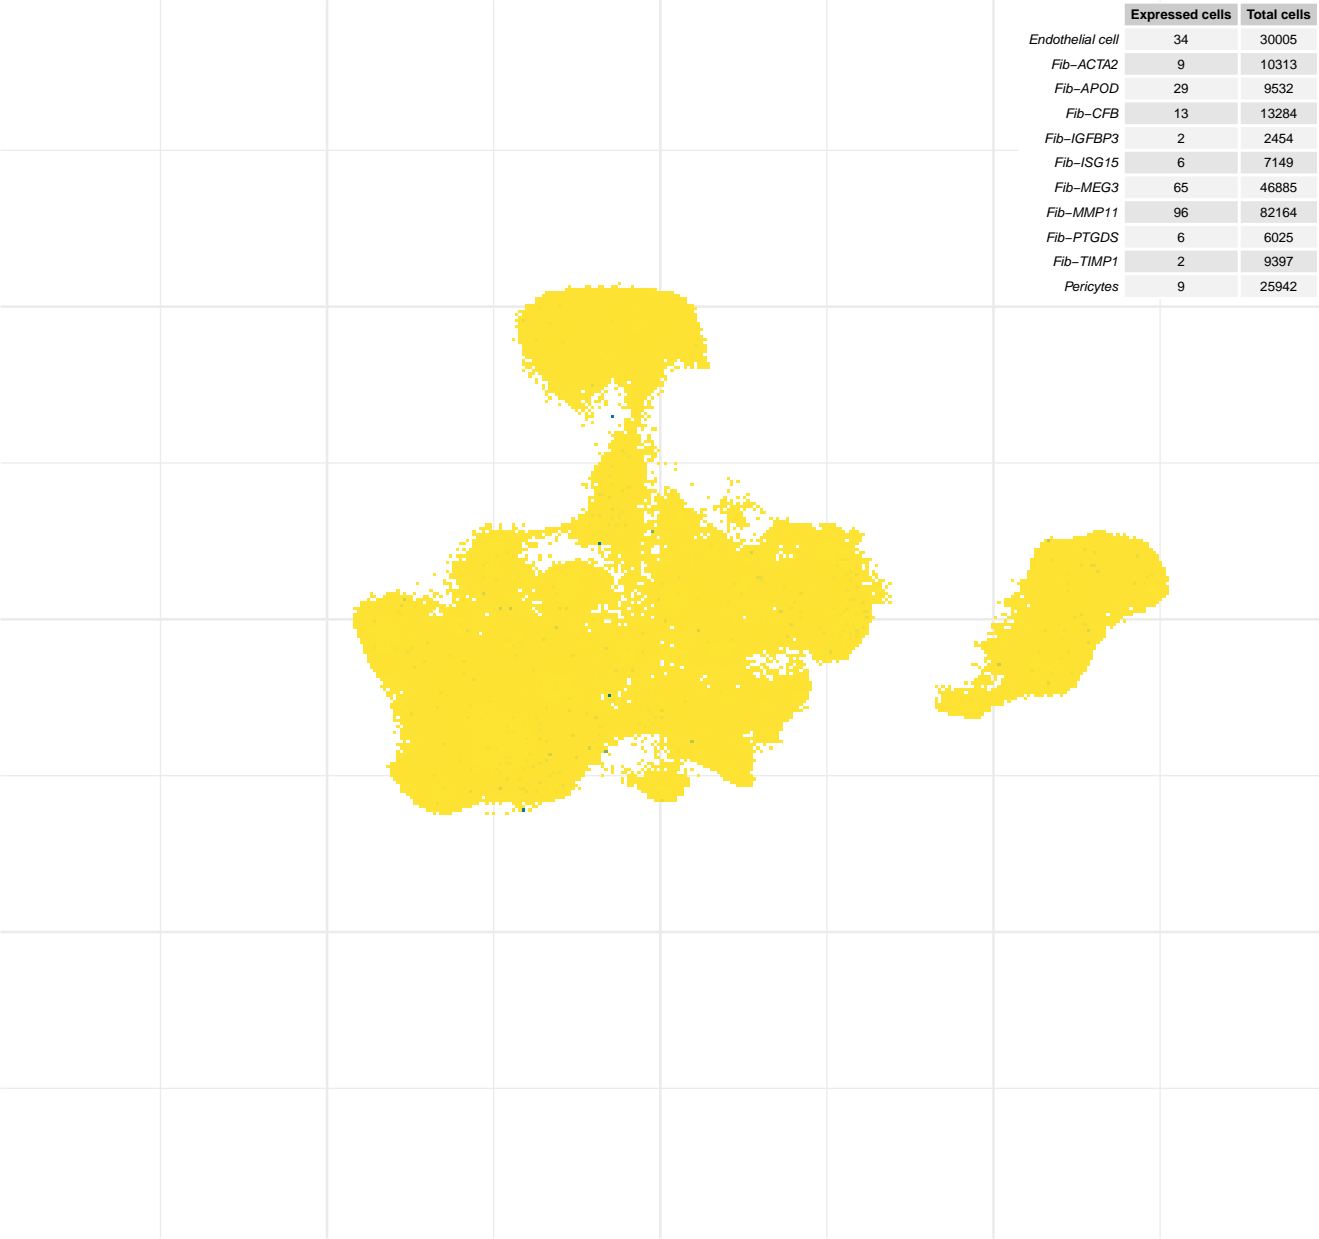 Expressed cells Total cells
Endothelial cell 34 30005
Fib−ACTA2 9 10313
Fib−APOD 29 9532
Fib−CFB 13 13284
Fib−IGFBP3 2 2454
Fib−ISG15 6 7149
Fib−MEG3 65 46885
Fib−MMP11 96 82164
Fib−PTGDS 6 6025
Fib−TIMP1 2 9397
Pericytes 9 25942